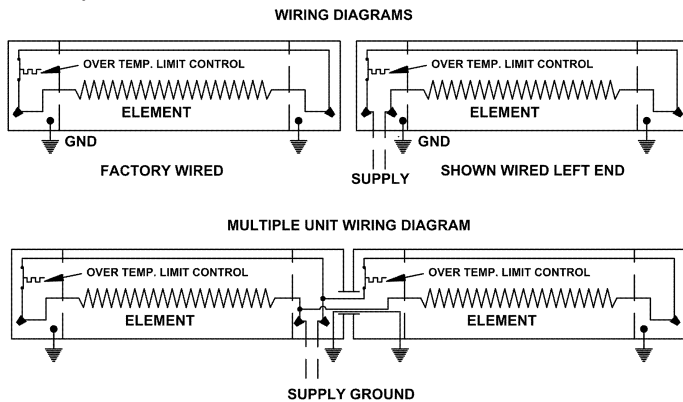 WIRING DIAGRAMS
OVER TEMP. LIMIT CONTROL
ELEMENT
GND
FACTORY WIRED
OVER TEMP. LIMIT CONTROL
ELEMENT
GND
SUPPLY
SHOWN WIRED LEFT END
MULTIPLE UNIT WIRING DIAGRAM
OVER TEMP. LIMIT CONTROL
ELEMENT
OVER TEMP. LIMIT CONTROL
ELEMENT
SUPPLY GROUND